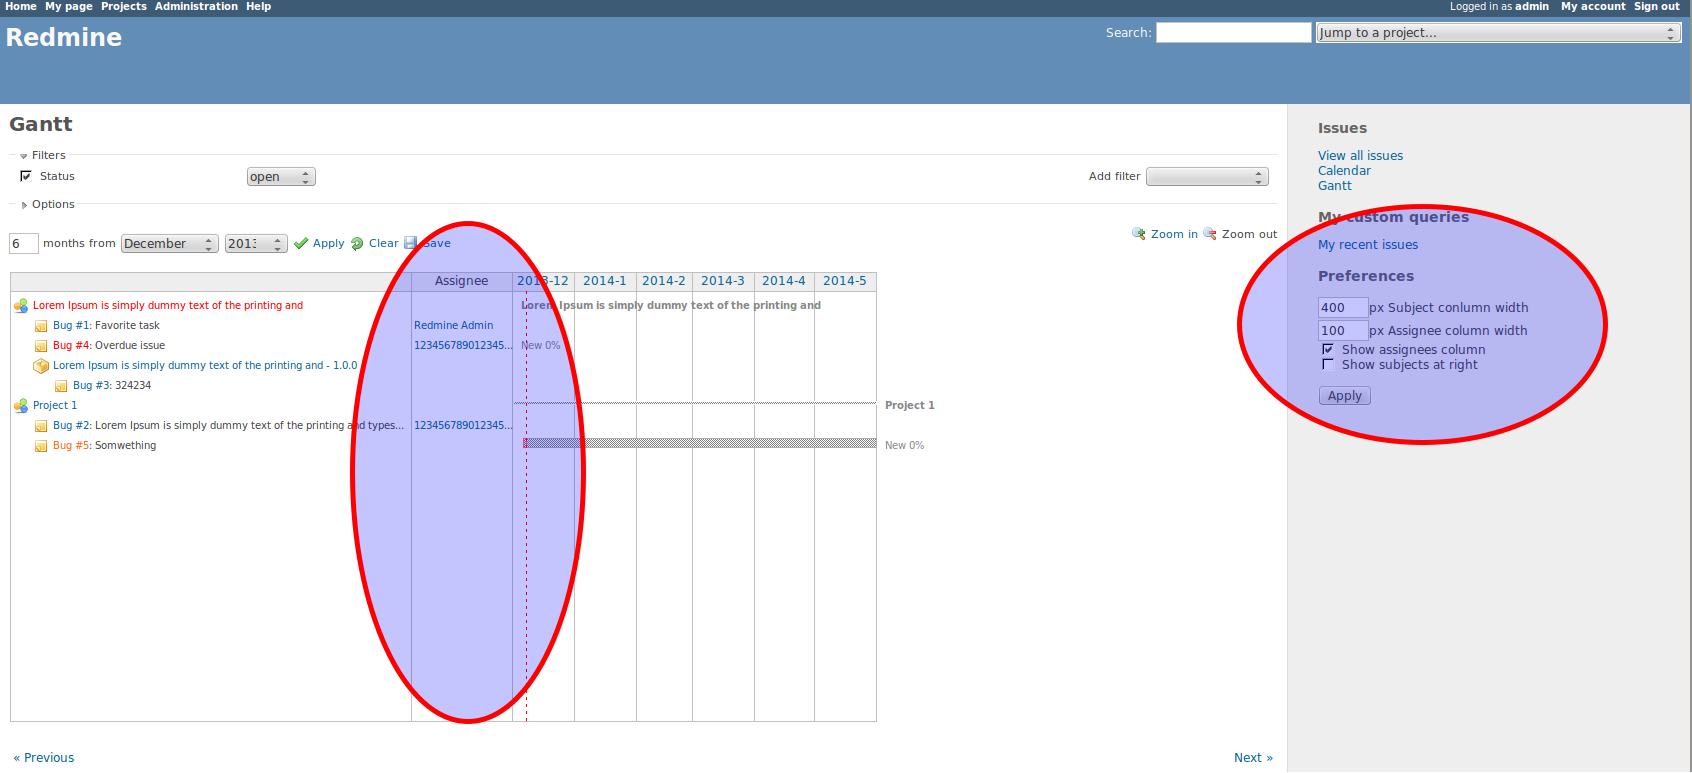 Home My page Projects Administration Help Logged in as admin My account Sign out
Redmine Search: Jump to a project...
Gantt
Filters
Status open Add filter
Options
6 months from December 2013 Apply Clear Save Zoom in Zoom out
Assignee 2013-12 2014-1 2014-2 2014-3 2014-4 2014-5
Lorem Ipsum is simply dummy text of the printing and Lorem Ipsum is simply dummy text of the printing and
Bug #1: Favorite task Redmine Admin
Bug #4: Overdue issue 123456789012345... New 0%
Lorem Ipsum is simply dummy text of the printing and - 1.0.0
Bug #3: 324234
Project 1 Project 1
Bug #2: Lorem Ipsum is simply dummy text of the printing and types... 123456789012345...
Bug #5: Somwething New 0%
« Previous Next »
Issues
View all issues
Calendar
Gantt
My custom queries
My recent issues
Preferences
400 px Subject conlumn width
100 px Assignee column width
Show assignees column
Show subjects at right
Apply